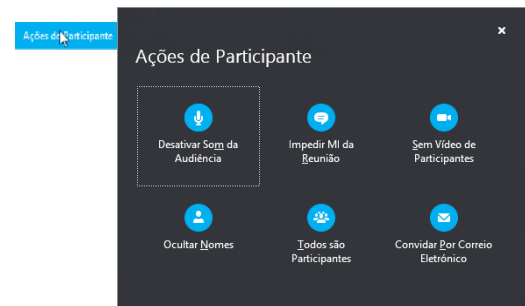 Ações de Participante
Ações de Participante
Desativar Som da
Audiência
Impedir MI da
Reunião
Sem Vídeo de
Participantes
Ocultar Nomes
Todos são
Participantes
Convidar Por Correio
Eletrónico